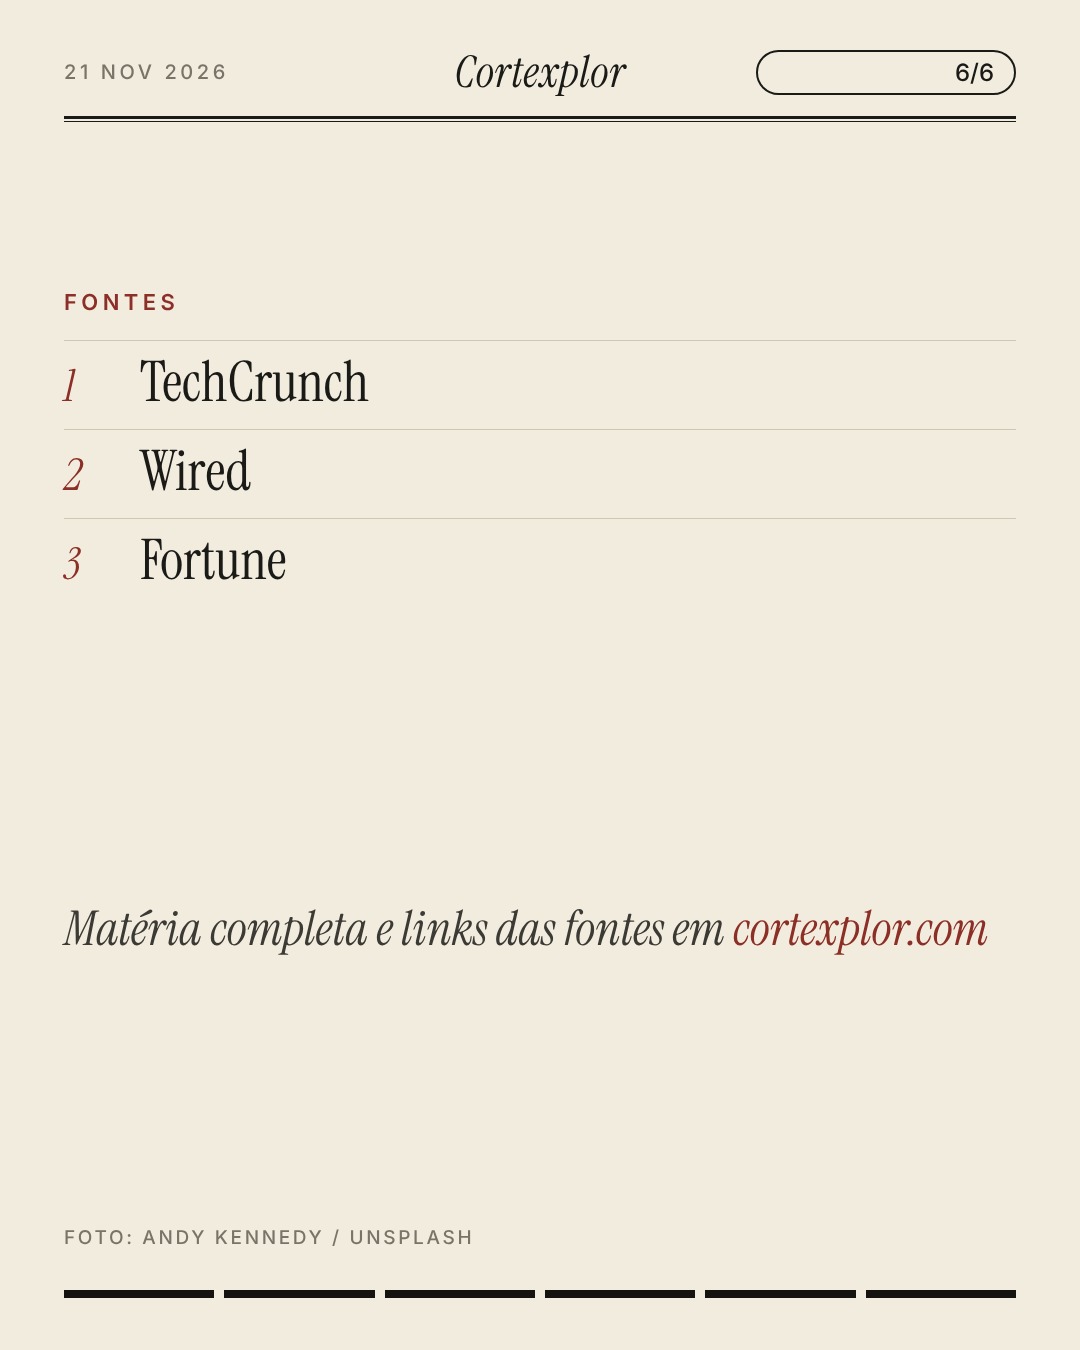 21 NOV 2026
Cortexplor
6/6
FONTES
1 TechCrunch
2 Wired
3 Fortune
Matéria completa e links das fontes em cortexplor.com
FOTO: ANDY KENNEDY / UNSPLASH